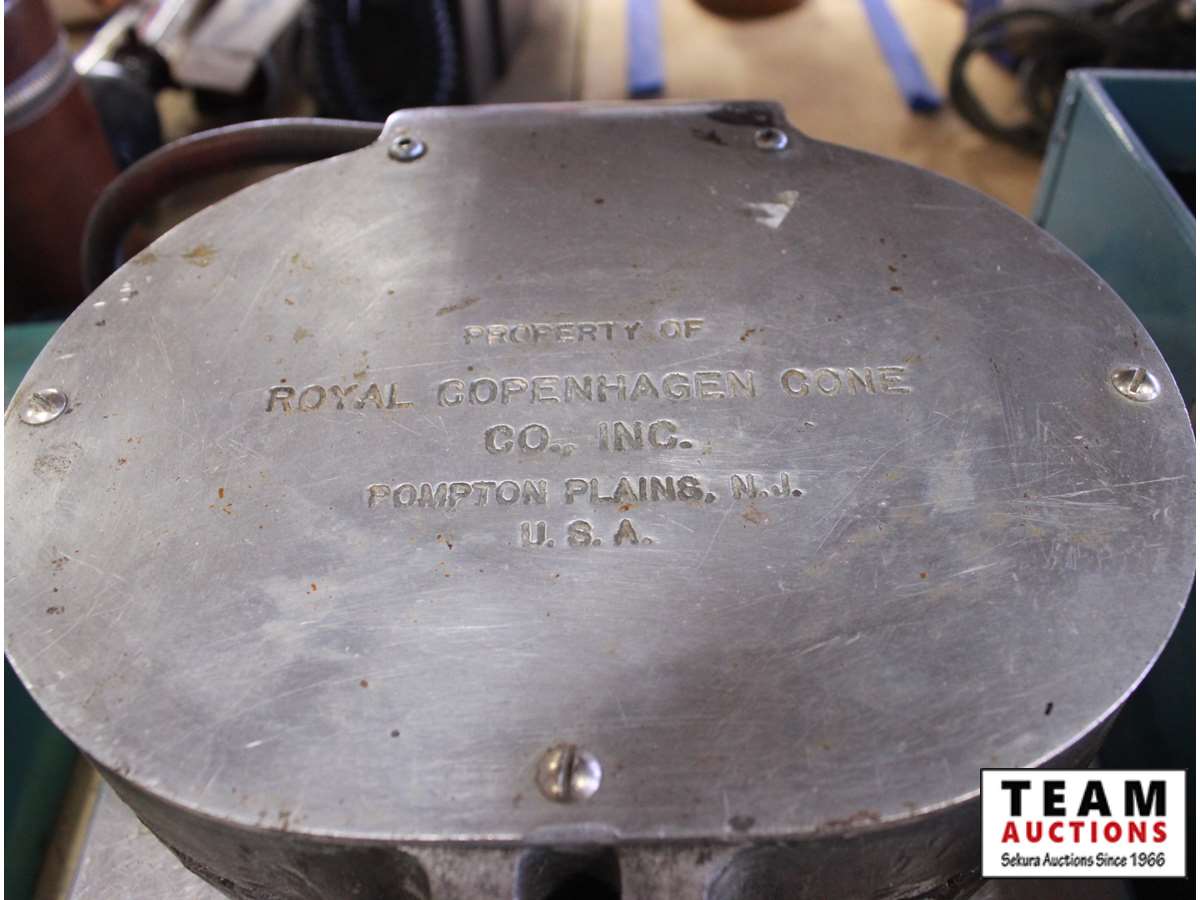 PROPERTY OF
ROYAL COPENHAGEN CONE
CO., INC.
POMPTON PLAINS, N.J.
U.S.A.
TEAM
AUCTIONS
Sekura Auctions Since 1966